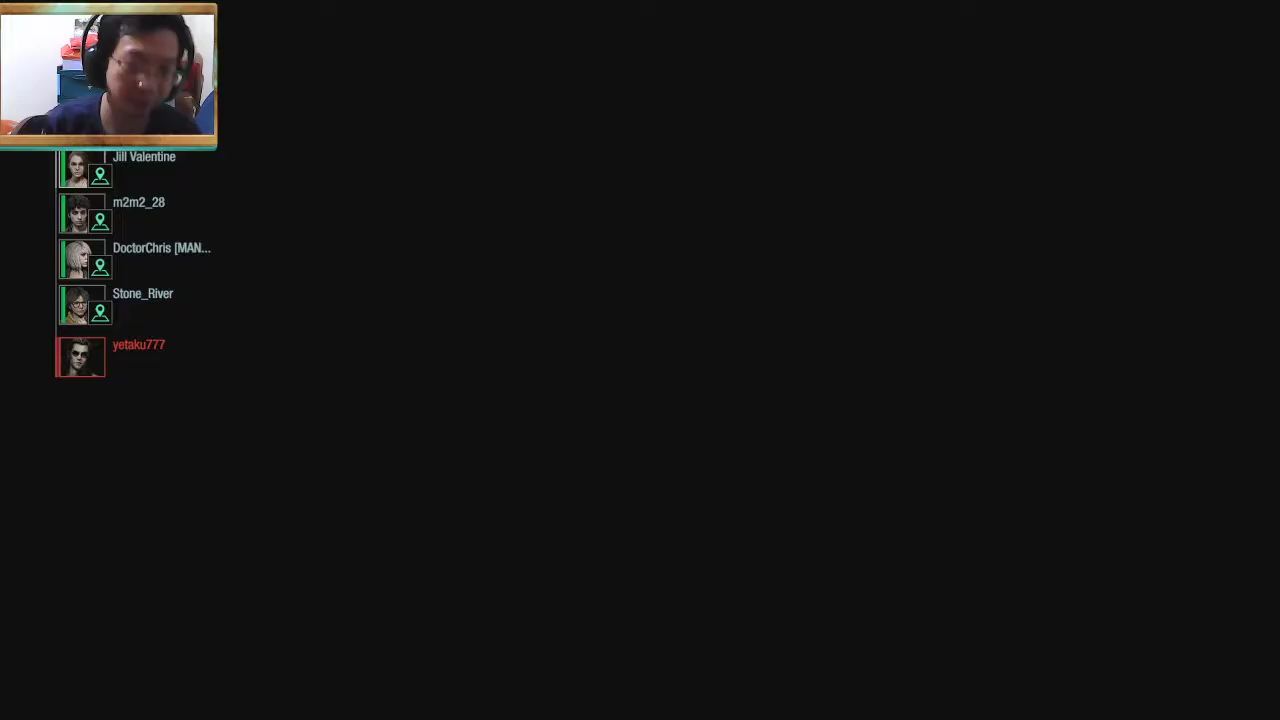 Jill Valentine
m2m2_28
DoctorChris [MAN...
Stone_River
yetaku777